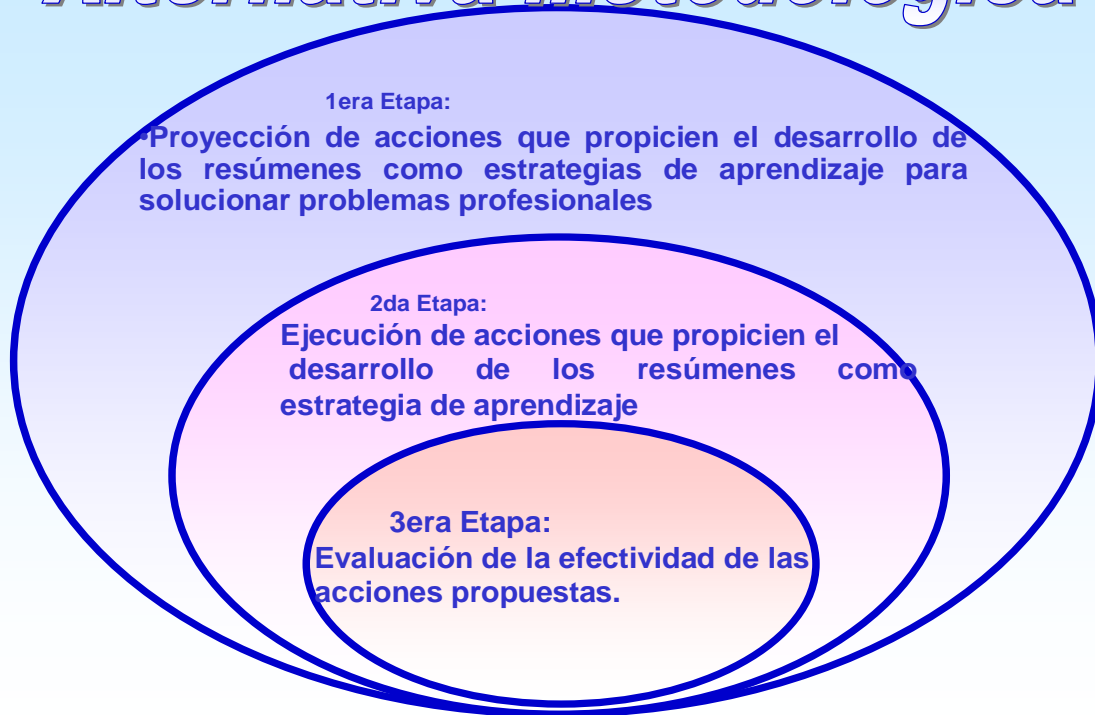 Alternativa metodológica
1era Etapa:
•Proyección de acciones que propicien el desarrollo de
los resúmenes como estrategias de aprendizaje para
solucionar problemas profesionales
2da Etapa:
Ejecución de acciones que propicien el
desarrollo de los resúmenes como
estrategia de aprendizaje
3era Etapa:
Evaluación de la efectividad de las
acciones propuestas.